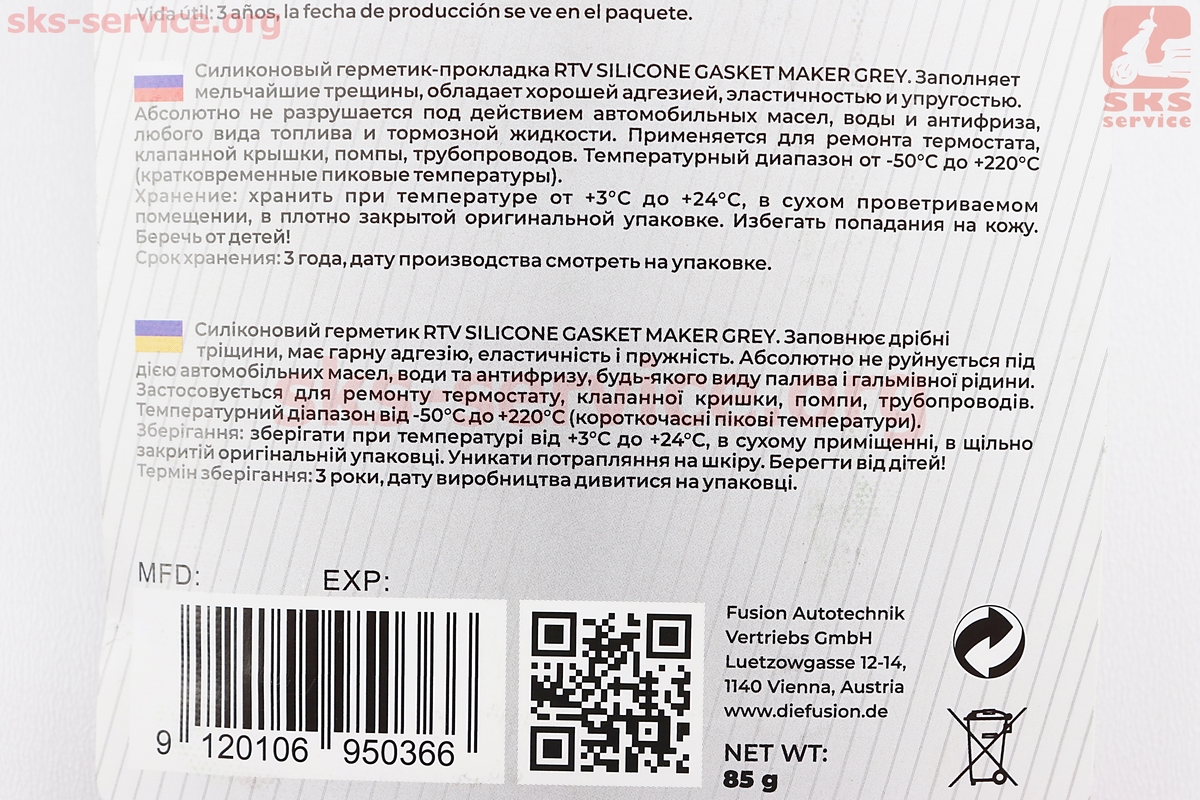 Vida útil: 3 años, la fecha de producción se ve en el paquete.
sks-service.org
SKS
service
Силиконовый герметик-прокладка RTV SILICONE GASKET MAKER GREY. Заполняет
мельчайшие трещины, обладает хорошей адгезией, эластичностью и упругостью.
Абсолютно не разрушается под действием автомобильных масел, воды и антифриза,
любого вида топлива и тормозной жидкости. Применяется для ремонта термостата,
клапанной крышки, помпы, трубопроводов. Температурный диапазон от -50°C до +220°C
(кратковременные пиковые температуры).
Хранение: хранить при температуре от +3°C до +24°C, в сухом проветриваемом
помещении, в плотно закрытой оригинальной упаковке. Избегать попадания на кожу.
Беречь от детей!
Срок хранения: 3 года, дату производства смотреть на упаковке.
Силіконовий герметик RTV SILICONE GASKET MAKER GREY. Заповнює дрібні
тріщини, має гарну адгезію, еластичність і пружність. Абсолютно не руйнується під
дією автомобільних масел, води та антифризу, будь-якого виду палива і гальмівної рідини.
Застосовується для ремонту термостату, клапанної кришки, помпи, трубопроводів.
Температурний діапазон від -50°C до +220°C (короткочасні пікові температури).
Зберігання: зберігати при температурі від +3°C до +24°C, в сухому приміщенні, в щільно
закритій оригінальній упаковці. Уникати потрапляння на шкіру. Берегти від дітей!
Термін зберігання: 3 роки, дату виробництва дивитися на упаковці.
sks-service.org
MFD: EXP:
9 120106 950366
Fusion Autotechnik
Vertriebs GmbH
Luetzowgasse 12-14,
1140 Vienna, Austria
www.diefusion.de
NET WT:
85 g